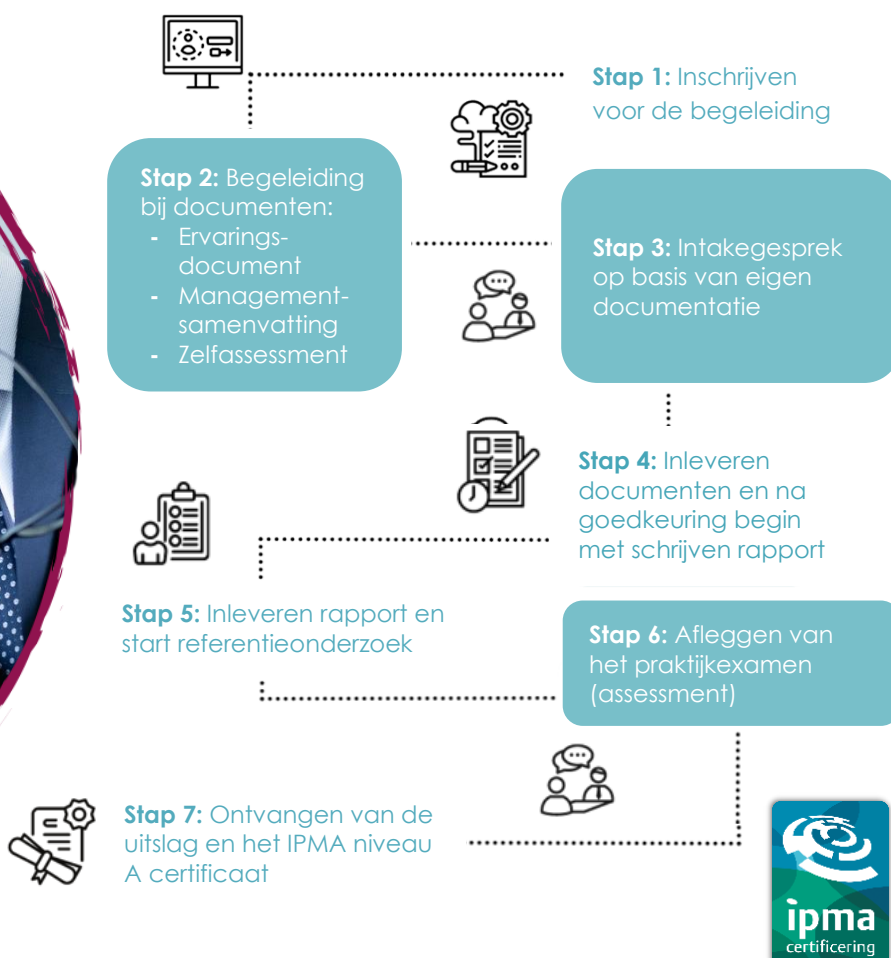 Stap 1: Inschrijven
voor de begeleiding
Stap 2: Begeleiding
bij documenten:
- Ervarings-
document
- Management-
samenvatting
- Zelfassessment
Stap 3: Intakegesprek
op basis van eigen
documentatie
Stap 4: Inleveren
documenten en na
goedkeuring begin
met schrijven rapport
Stap 5: Inleveren rapport en
start referentieonderzoek
Stap 6: Afleggen van
het praktijkexamen
(assessment)
Stap 7: Ontvangen van de
uitslag en het IPMA niveau
A certificaat
ipma
certificering